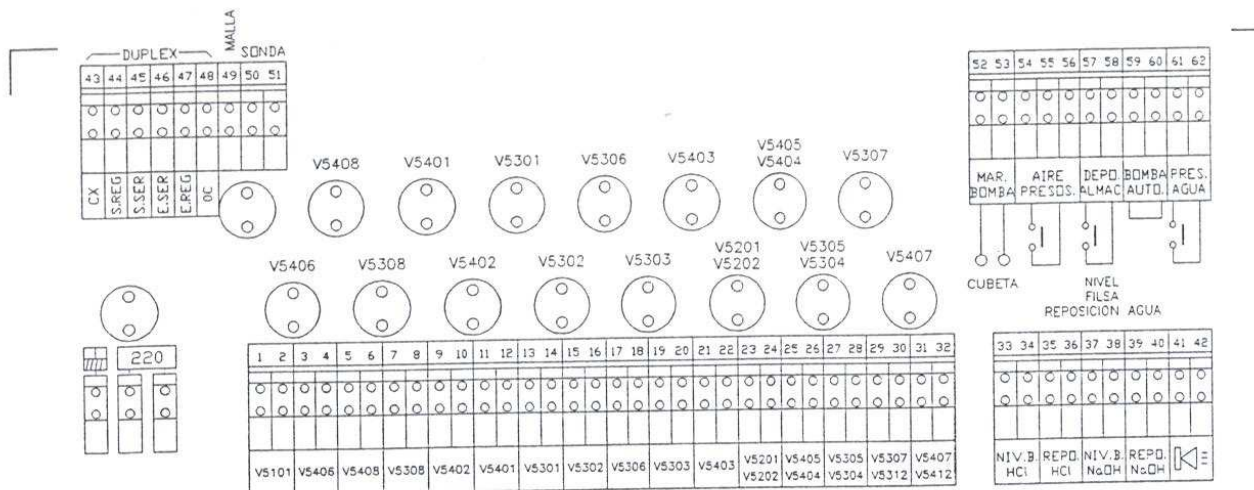 DUPLEX MALLA SONDA
43 44 45 46 47 48 49 50 51
CX S.REG S.SER E.SER E.REG OC
52 53 54 55 56 57 58 59 60 61 62
MAR. AIRE DEPO. BOMBA PRES.
BOMBA PRESOS. ALMAC. AUTO. AGUA
CUBETA NIVEL
FILSA
REPOSICION AGUA
V5408 V5401 V5301 V5306 V5403 V5405 V5307
V5404
V5406 V5308 V5402 V5302 V5303 V5201 V5305 V5407
V5202 V5304
220
1 2 3 4 5 6 7 8 9 10 11 12 13 14 15 16 17 18 19 20 21 22 23 24 25 26 27 28 29 30 31 32
V5101 V5406 V5408 V5308 V5402 V5401 V5301 V5302 V5306 V5303 V5403 V5201 V5405 V5305 V5307 V5407
V5202 V5404 V5304 V5312 V5412
33 34 35 36 37 38 39 40 41 42
NIV.B. REPO. NIV.B. REPO.
HCl HCl NaOH NaOH